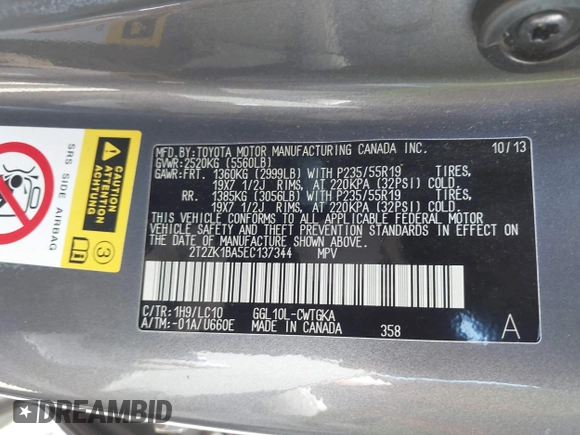 SRS SIDE AIRBAG
CAUTION
ATTENTION
ACHTUNG
3
MFD.BY:TOYOTA MOTOR MANUFACTURING CANADA INC. 10/13
GVWR:2520KG (5560LB)
GAWR:FRT. 1360KG (2999LB) WITH P235/55R19 TIRES,
19X7 1/2J RIMS, AT 220KPA (32PSI) COLD.
RR. 1385KG (3056LB) WITH P235/55R19 TIRES,
19X7 1/2J RIMS, AT 220KPA (32PSI) COLD.
THIS VEHICLE CONFORMS TO ALL APPLICABLE FEDERAL MOTOR
VEHICLE SAFETY AND THEFT PREVENTION STANDARDS IN EFFECT
ON THE DATE OF MANUFACTURE SHOWN ABOVE.
2T2ZK1BA5EC137344 MPV
C/TR:1H9/LC10 GGL10L-CWTGKA
A/TM:-01A/U660E MADE IN CANADA 358 A
DREAMBID